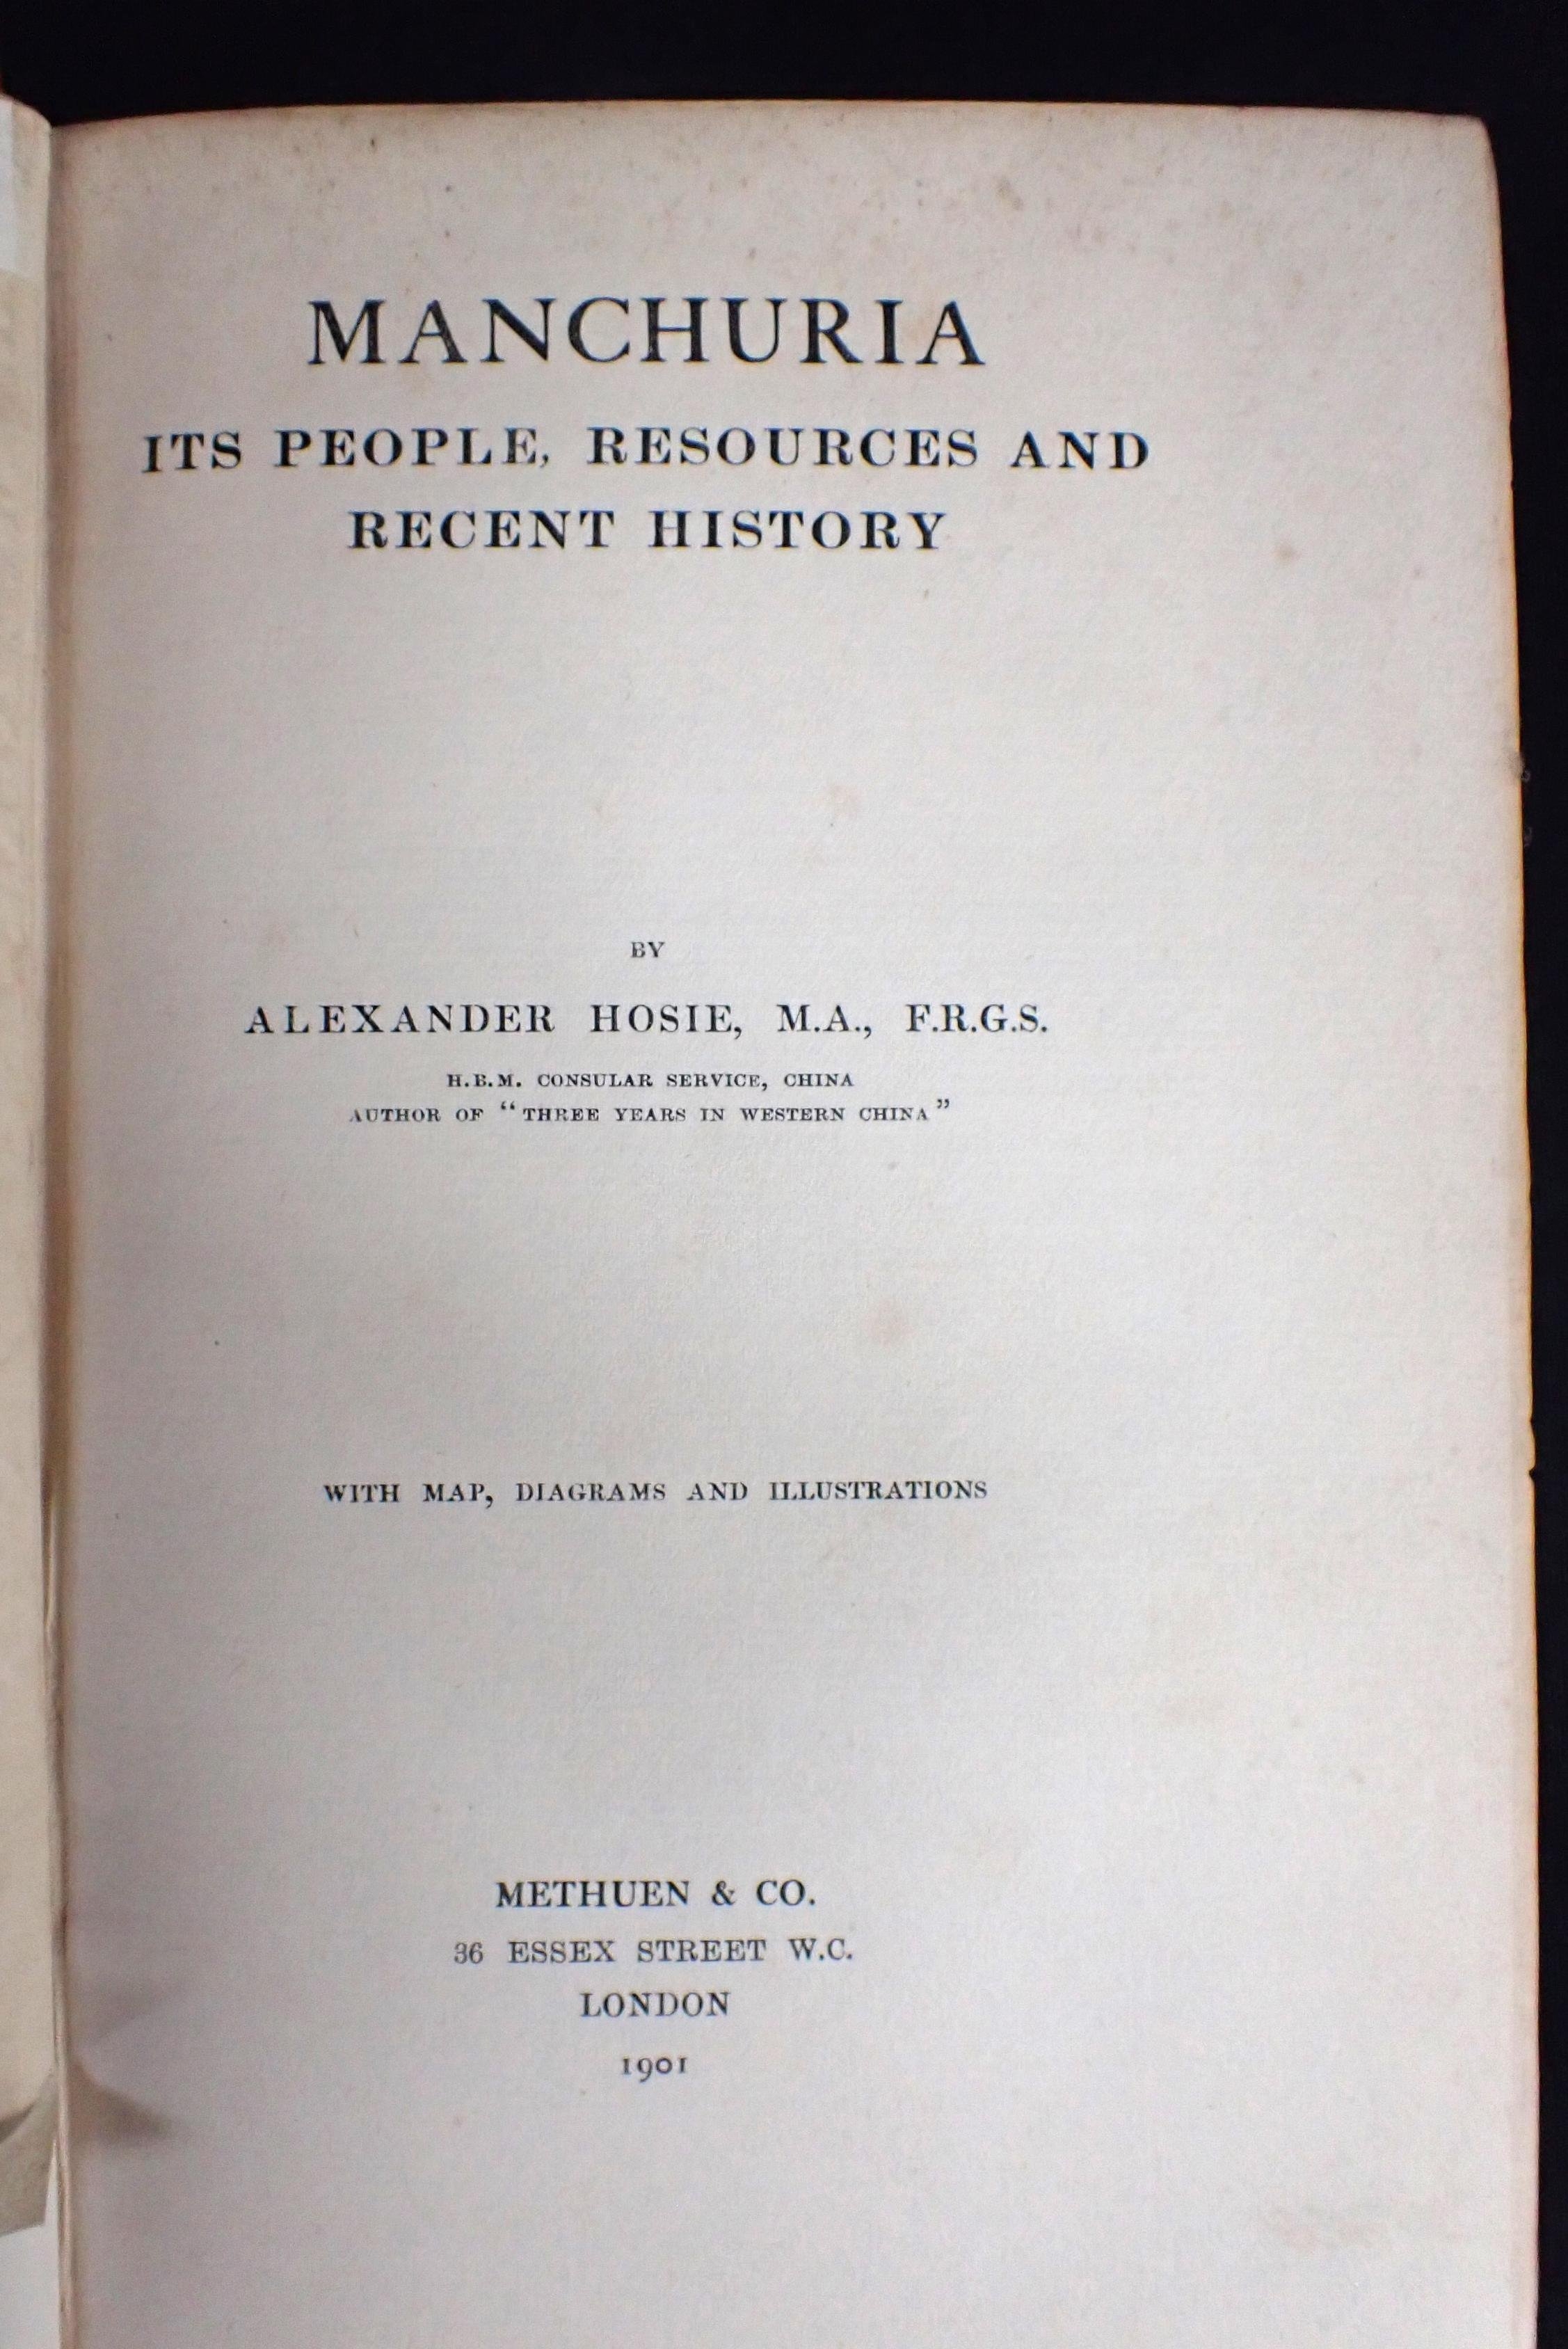 MANCHURIA
ITS PEOPLE, RESOURCES AND
RECENT HISTORY
BY
ALEXANDER HOSIE, M.A., F.R.G.S.
H.B.M. CONSULAR SERVICE, CHINA
AUTHOR OF “THREE YEARS IN WESTERN CHINA”
WITH MAP, DIAGRAMS AND ILLUSTRATIONS
METHUEN & CO.
36 ESSEX STREET W.C.
LONDON
1901